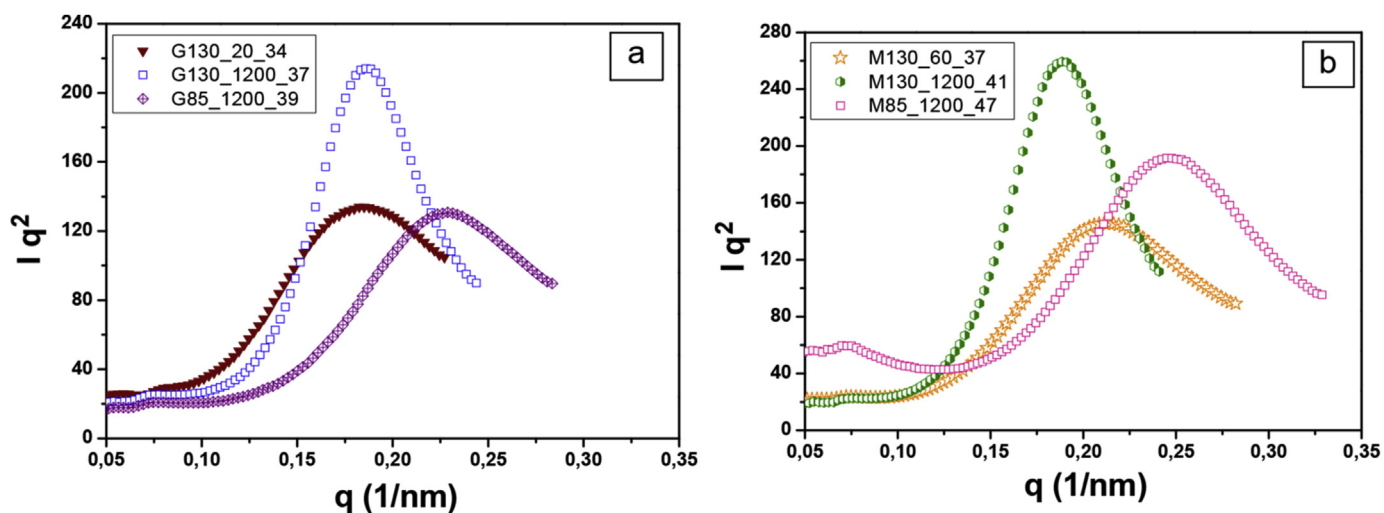 a
G130_20_34
G130_1200_37
G85_1200_39
I q²
240
200
160
120
80
40
0
0,05 0,10 0,15 0,20 0,25 0,30 0,35
q (1/nm)
b
M130_60_37
M130_1200_41
M85_1200_47
I q²
280
240
200
160
120
80
40
0
0,05 0,10 0,15 0,20 0,25 0,30 0,35
q (1/nm)